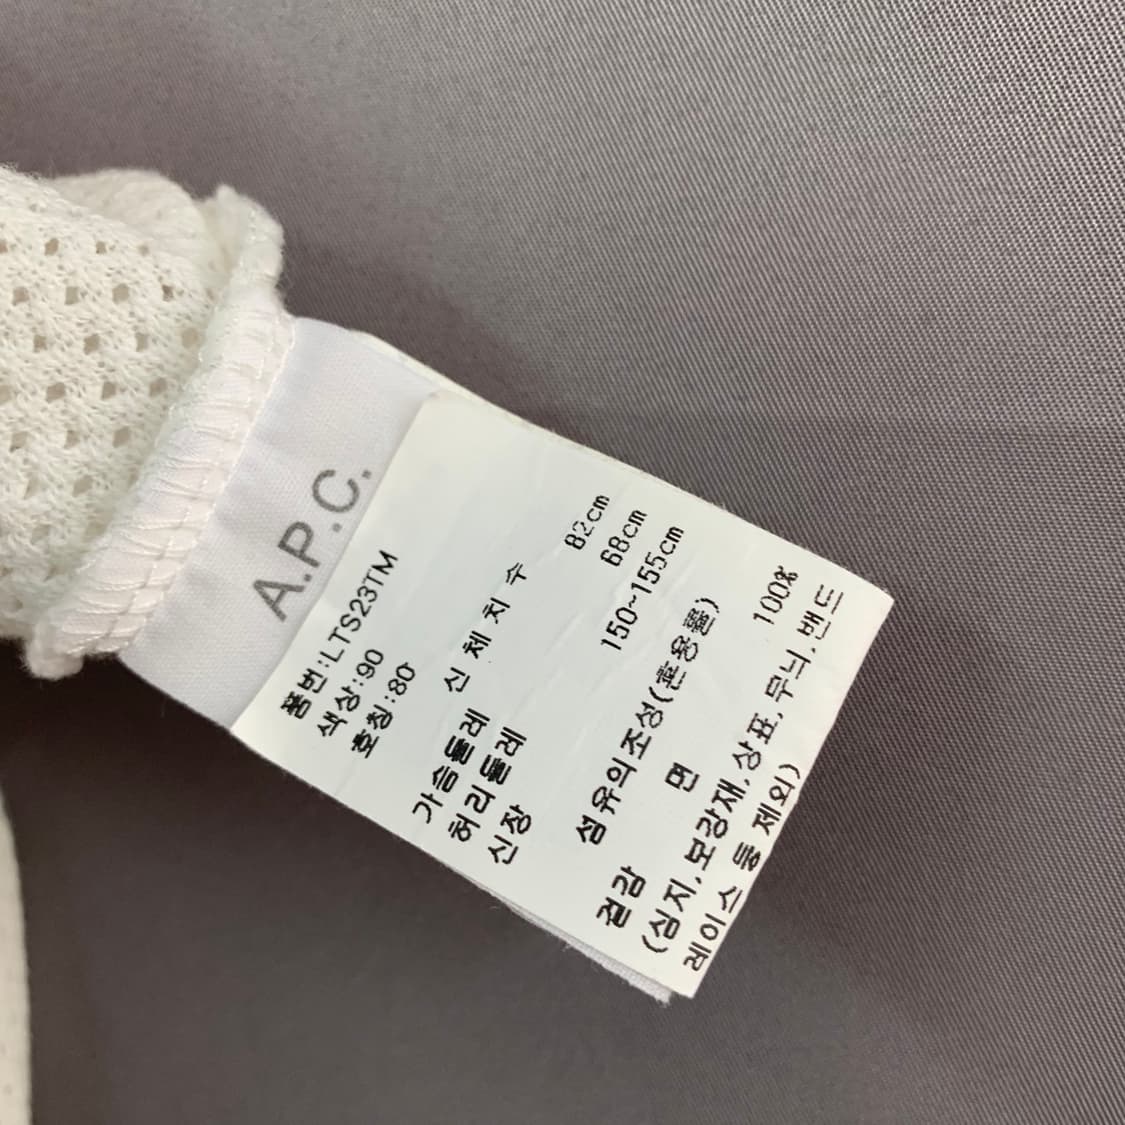 A.P.C.
품번:LTS23TM
색상:90
호칭:80
신 체 치 수
가슴둘레 82cm
허리둘레 68cm
신장 150~155cm
섬유의조성(혼용률)
겉감 면 100%
(심지,보강재,상표,무늬,밴드
레이스 등 제외)